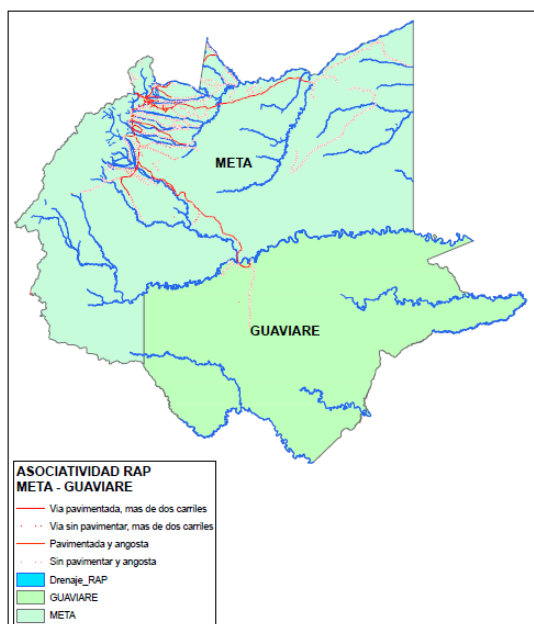 META
GUAVIARE
ASOCIATIVIDAD RAP
META - GUAVIARE
Via pavimentada, mas de dos carriles
Via sin pavimentar, mas de dos carriles
Pavimentada y angosta
Sin pavimentar y angosta
Drenaje_RAP
GUAVIARE
META